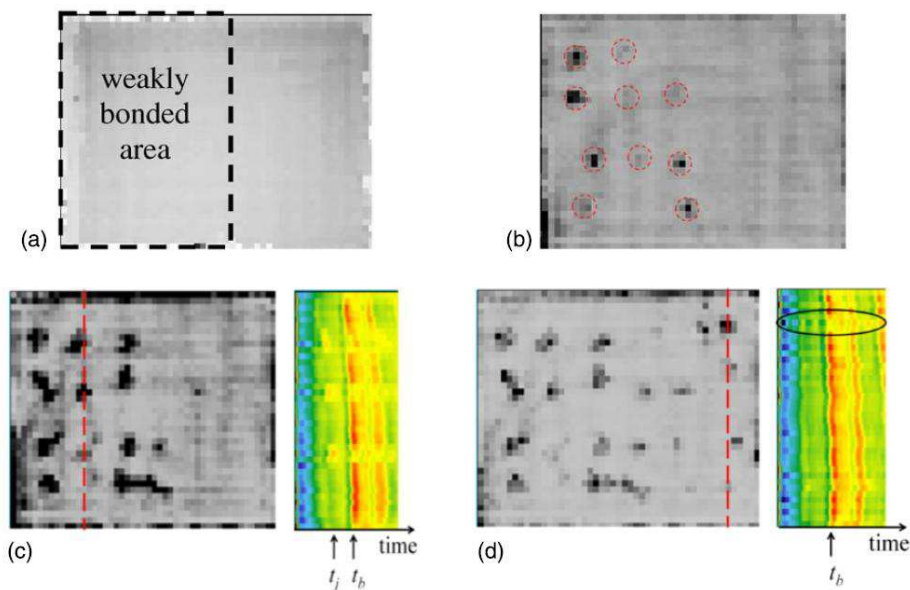 weakly
bonded
area
(a)
(b)
(c)
time
t_j t_b
(d)
time
t_b